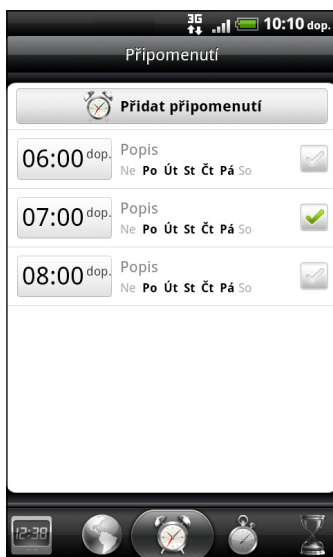 3G 10:10 dop.
Připomenutí
Přidat připomenutí
06:00 dop. Popis
Ne Po Út St Čt Pá So
07:00 dop. Popis
Ne Po Út St Čt Pá So
08:00 dop. Popis
Ne Po Út St Čt Pá So
12:38